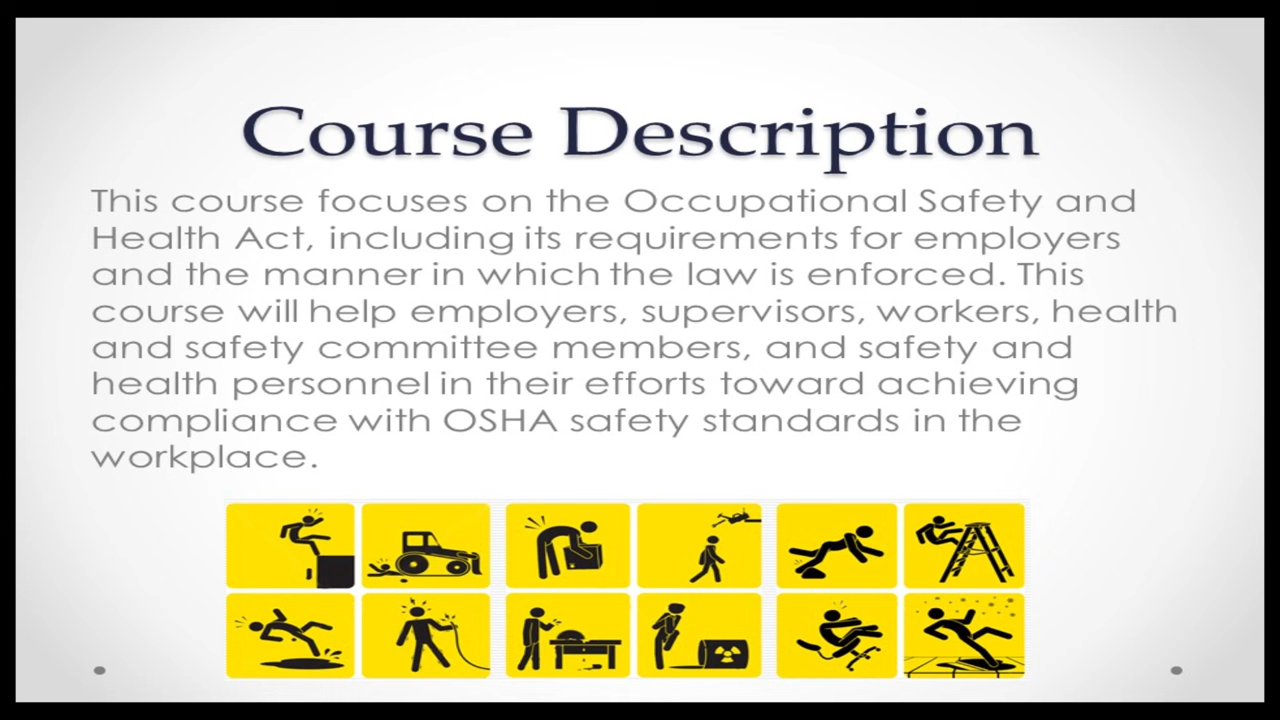 Course Description
This course focuses on the Occupational Safety and
Health Act, including its requirements for employers
and the manner in which the law is enforced. This
course will help employers, supervisors, workers, health
and safety committee members, and safety and
health personnel in their efforts toward achieving
compliance with OSHA safety standards in the
workplace.